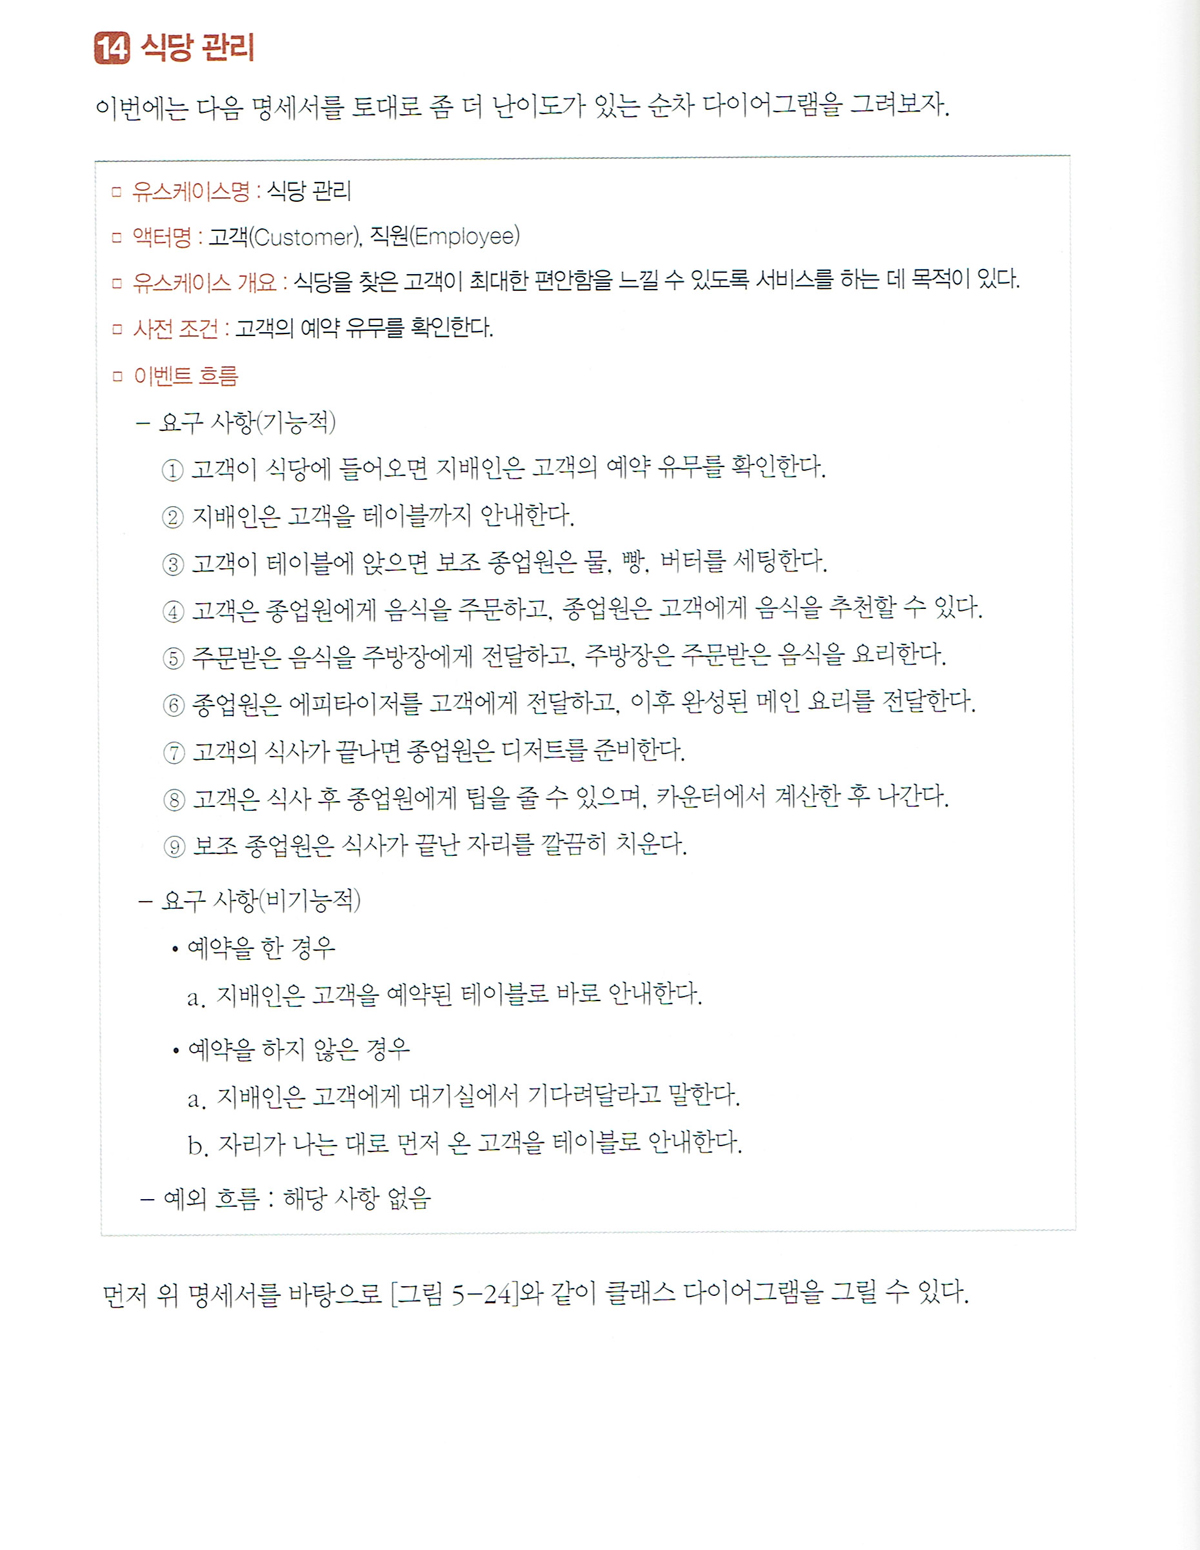 14 식당 관리
이번에는 다음 명세서를 토대로 좀 더 난이도가 있는 순차 다이어그램을 그려보자.
□ 유스케이스명 : 식당 관리
□ 액터명 : 고객(Customer), 직원(Employee)
□ 유스케이스 개요 : 식당을 찾은 고객이 최대한 편안함을 느낄 수 있도록 서비스를 하는 데 목적이 있다.
□ 사전 조건 : 고객의 예약 유무를 확인한다.
□ 이벤트 흐름
– 요구 사항(기능적)
① 고객이 식당에 들어오면 지배인은 고객의 예약 유무를 확인한다.
② 지배인은 고객을 테이블까지 안내한다.
③ 고객이 테이블에 앉으면 보조 종업원은 물, 빵, 버터를 세팅한다.
④ 고객은 종업원에게 음식을 주문하고, 종업원은 고객에게 음식을 추천할 수 있다.
⑤ 주문받은 음식을 주방장에게 전달하고, 주방장은 주문받은 음식을 요리한다.
⑥ 종업원은 에피타이저를 고객에게 전달하고, 이후 완성된 메인 요리를 전달한다.
⑦ 고객의 식사가 끝나면 종업원은 디저트를 준비한다.
⑧ 고객은 식사 후 종업원에게 팁을 줄 수 있으며, 카운터에서 계산한 후 나간다.
⑨ 보조 종업원은 식사가 끝난 자리를 깔끔히 치운다.
– 요구 사항(비기능적)
• 예약을 한 경우
a. 지배인은 고객을 예약된 테이블로 바로 안내한다.
• 예약을 하지 않은 경우
a. 지배인은 고객에게 대기실에서 기다려달라고 말한다.
b. 자리가 나는 대로 먼저 온 고객을 테이블로 안내한다.
– 예외 흐름 : 해당 사항 없음
먼저 위 명세서를 바탕으로 [그림 5–24]와 같이 클래스 다이어그램을 그릴 수 있다.